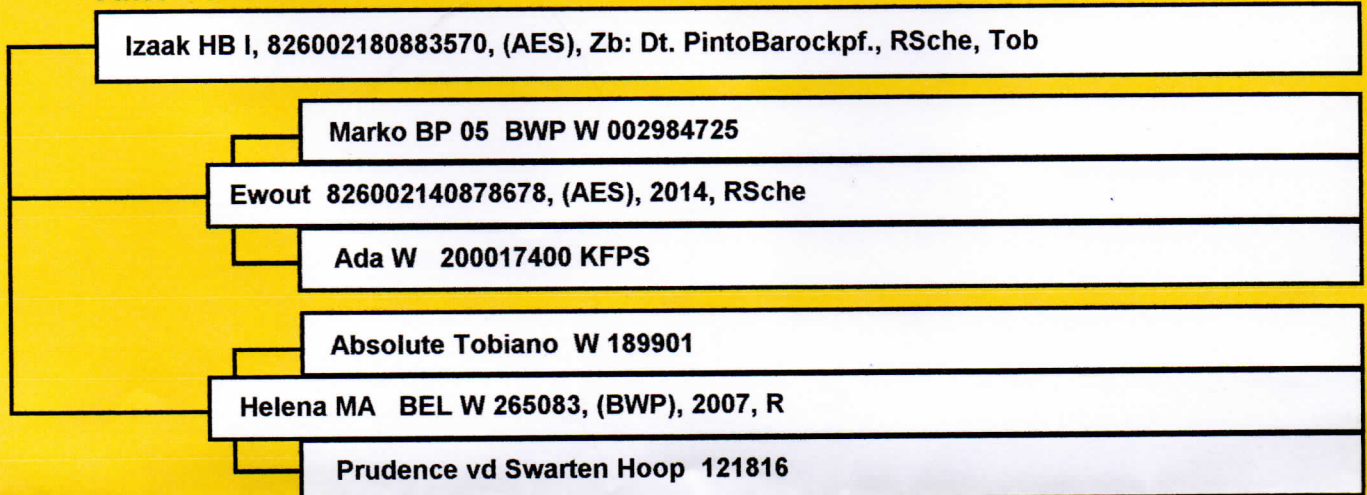 Izaak HB I, 826002180883570, (AES), Zb: Dt. PintoBarockpf., RSche, Tob
Marko BP 05 BWP W 002984725
Ewout 826002140878678, (AES), 2014, RSche
Ada W 200017400 KFPS
Absolute Tobiano W 189901
Helena MA BEL W 265083, (BWP), 2007, R
Prudence vd Swarten Hoop 121816